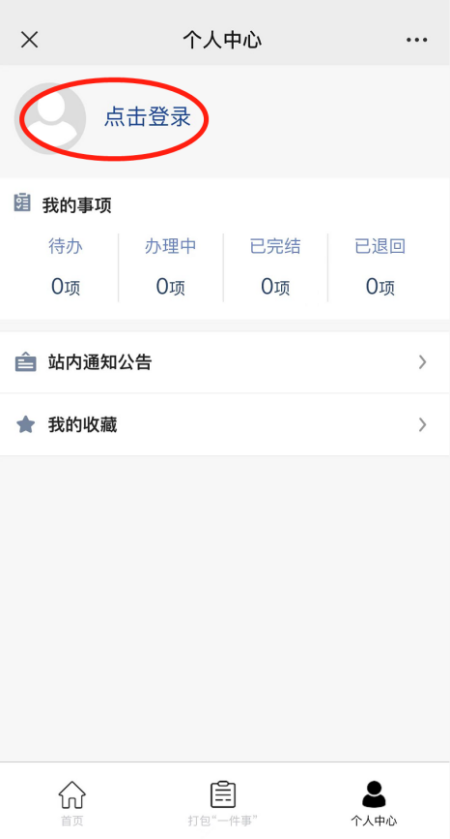 个人中心
点击登录
我的事项
待办 办理中 已完结 已退回
0项 0项 0项 0项
站内通知公告
我的收藏
首页 打包“一件事” 个人中心